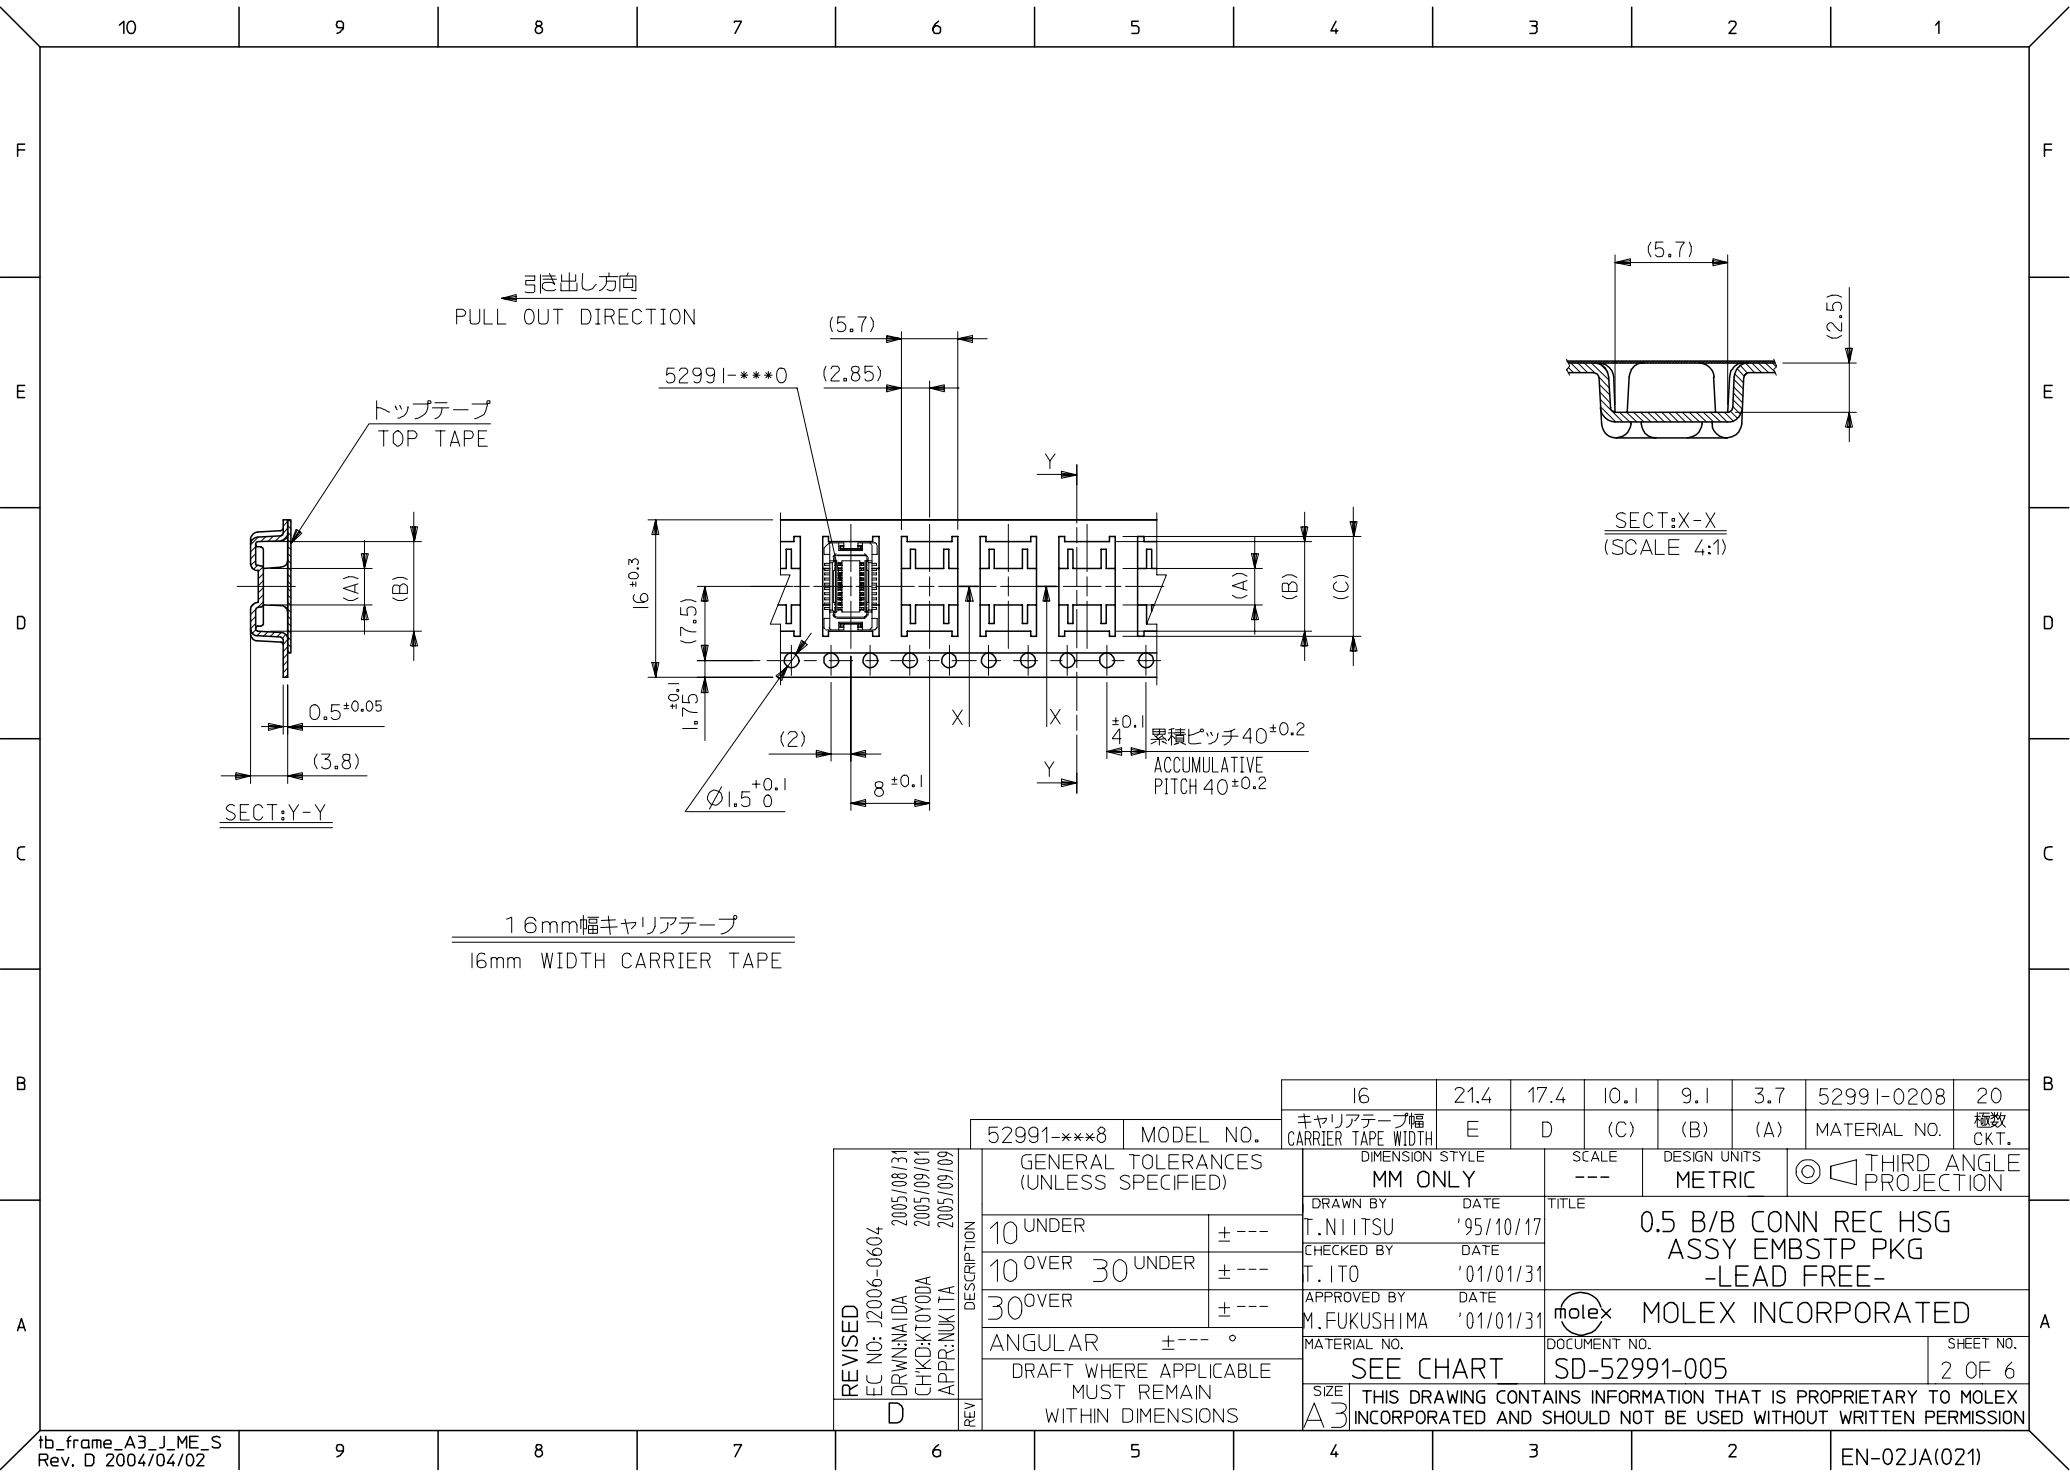 10 9 8 7 6 5 4 3 2 1
F
F
E
E
D
D
C
C
B
B
A
A
引き出し方向
PULL OUT DIRECTION
トップテープ
TOP TAPE
(A)
(B)
0.5±0.05
(3.8)
SECT:Y-Y
52991-***0
(5.7)
(2.85)
Y
16±0.3
(7.5)
1.75±0.1
(A)
(B)
(C)
(2)
X
X
Ø1.5 +0.1 0
8±0.1
4±0.1
累積ピッチ40±0.2
ACCUMULATIVE
PITCH 40±0.2
Y
(5.7)
(2.5)
SECT:X-X
(SCALE 4:1)
16mm幅キャリアテープ
16mm WIDTH CARRIER TAPE
16 21.4 17.4 10.1 9.1 3.7 52991-0208 20
キャリアテープ幅
CARRIER TAPE WIDTH E D (C) (B) (A) MATERIAL NO. 極数
CKT.
52991-***8 MODEL NO.
REVISED
EC NO: J2006-0604
DRWN:NAIDA 2005/08/31
CH'KD:KTOYODA 2005/09/01
APPR:NUKITA 2005/09/09
DESCRIPTION
D
REV
GENERAL TOLERANCES
(UNLESS SPECIFIED)
10 UNDER ±---
10 OVER 30 UNDER ±---
30 OVER ±---
ANGULAR ±--- °
DRAFT WHERE APPLICABLE
MUST REMAIN
WITHIN DIMENSIONS
DIMENSION STYLE
MM ONLY
SCALE
---
DESIGN UNITS
METRIC
THIRD ANGLE
PROJECTION
DRAWN BY DATE
T.NIITSU '95/10/17
CHECKED BY DATE
T.ITO '01/01/31
APPROVED BY DATE
M.FUKUSHIMA '01/01/31
TITLE
0.5 B/B CONN REC HSG
ASSY EMBSTP PKG
-LEAD FREE-
molex MOLEX INCORPORATED
MATERIAL NO.
SEE CHART
DOCUMENT NO.
SD-52991-005
SHEET NO.
2 OF 6
SIZE
A3
THIS DRAWING CONTAINS INFORMATION THAT IS PROPRIETARY TO MOLEX
INCORPORATED AND SHOULD NOT BE USED WITHOUT WRITTEN PERMISSION
tb_frame_A3_J_ME_S
Rev. D 2004/04/02
9 8 7 6 5 4 3 2
EN-02JA(021)